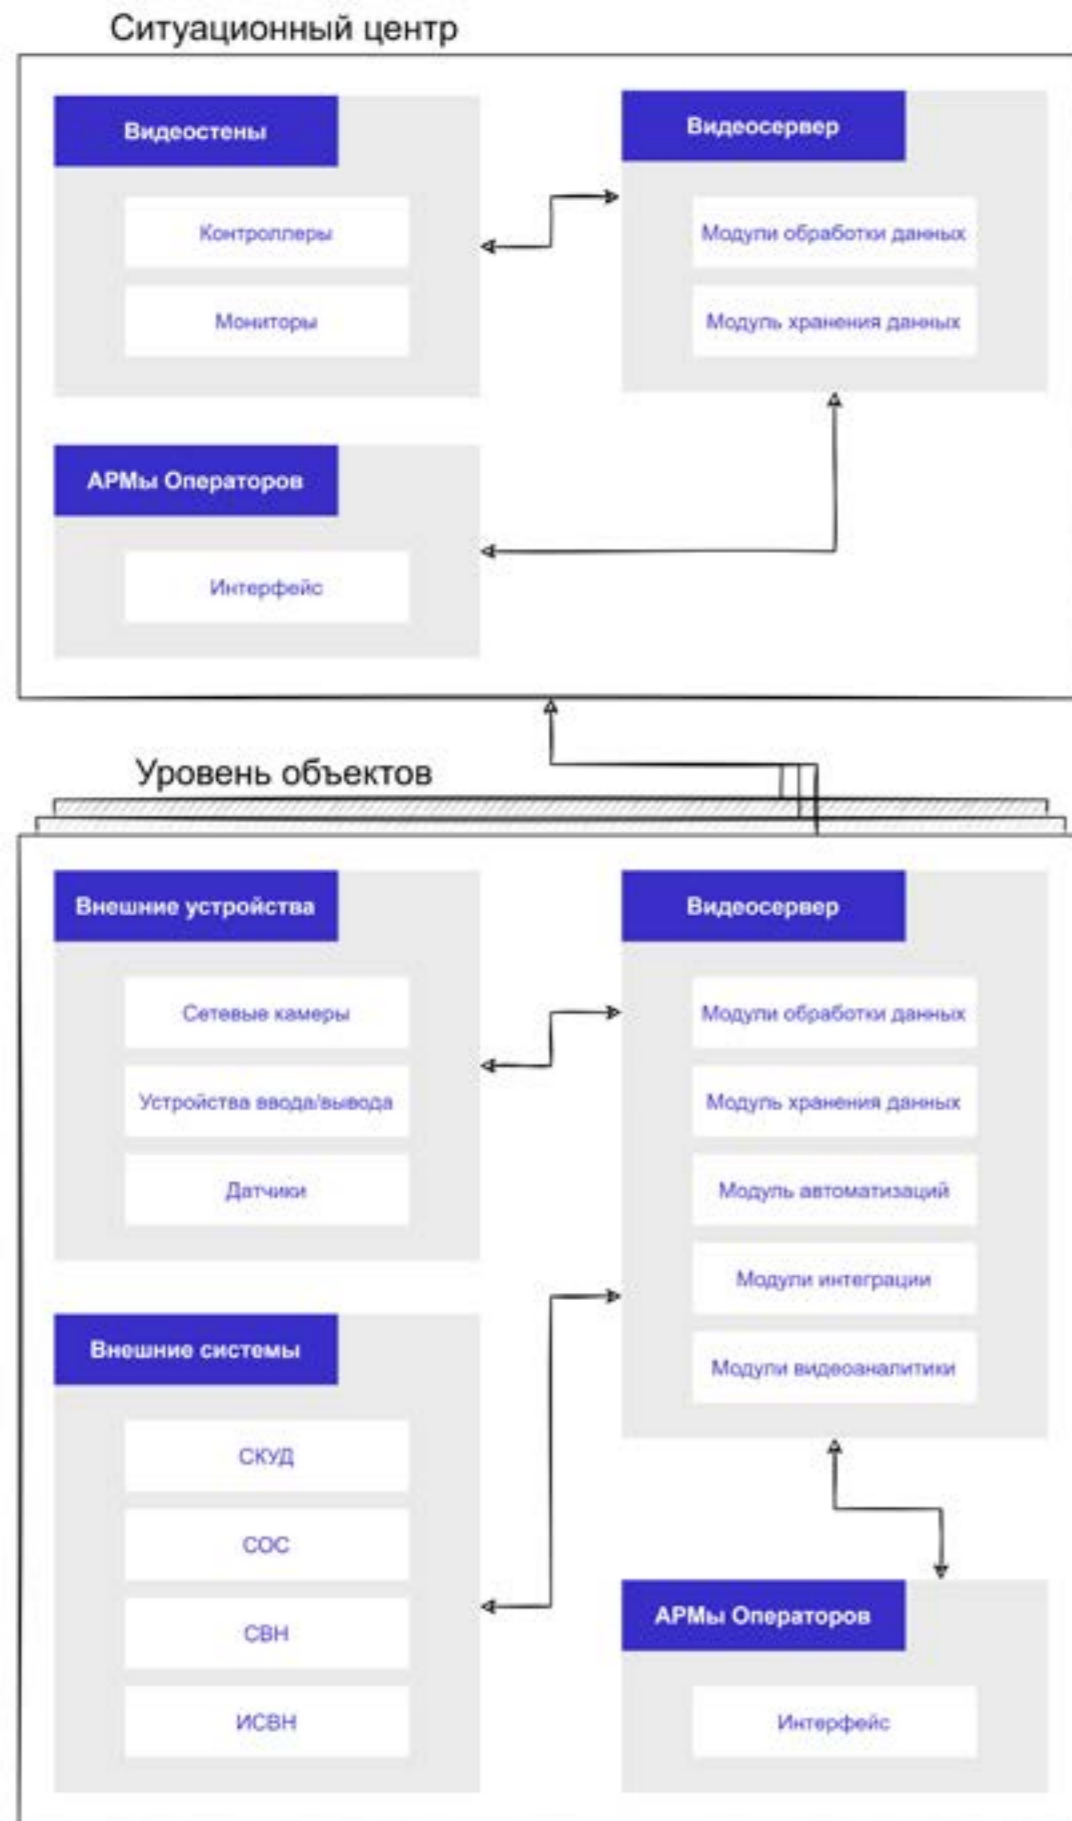 Ситуационный центр
Видеостены
Контроллеры
Мониторы
Видеосервер
Модули обработки данных
Модуль хранения данных
АРМы Операторов
Интерфейс
Уровень объектов
Внешние устройства
Сетевые камеры
Устройства ввода/вывода
Датчики
Видеосервер
Модули обработки данных
Модуль хранения данных
Модуль автоматизаций
Модули интеграции
Модули видеоаналитики
Внешние системы
СКУД
СОС
СВН
ИСВН
АРМы Операторов
Интерфейс